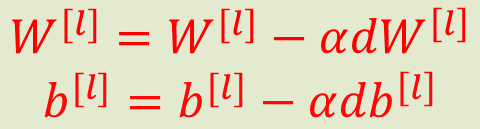 W^[l] = W^[l] − αdW^[l]
b^[l] = b^[l] − αdb^[l]